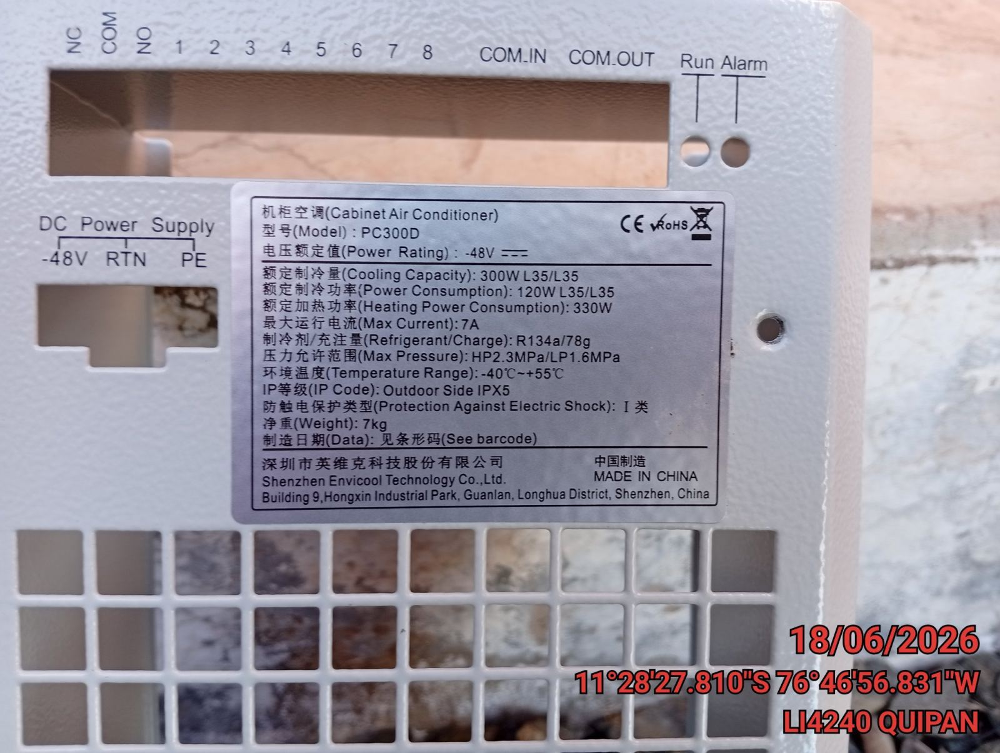 NC COM NO 1 2 3 4 5 6 7 8 COM-IN COM-OUT Run Alarm
DC Power Supply
-48V RTN PE
机柜空调(Cabinet Air Conditioner)
CE RoHS
型号(Model) : PC300D
电压额定值(Power Rating) : -48V
额定制冷量(Cooling Capacity): 300W L35/L35
额定制冷功率(Power Consumption): 120W L35/L35
额定加热功率(Heating Power Consumption): 330W
最大运行电流(Max Current): 7A
制冷剂/充注量(Refrigerant/Charge): R134a/78g
压力允许范围(Max Pressure): HP2.3MPa/LP1.6MPa
环境温度(Temperature Range): -40℃~+55℃
IP等级(IP Code): Outdoor Side IPX5
防触电保护类型(Protection Against Electric Shock): I 类
净重(Weight): 7kg
制造日期(Data): 见条形码(See barcode)
深圳市英维克科技股份有限公司
中国制造
Shenzhen Envicool Technology Co.,Ltd.
MADE IN CHINA
Building 9,Hongxin Industrial Park, Guanlan, Longhua District, Shenzhen, China
18/06/2026
11°28'27.810"S 76°46'56.831"W
LI4240 QUIPAN